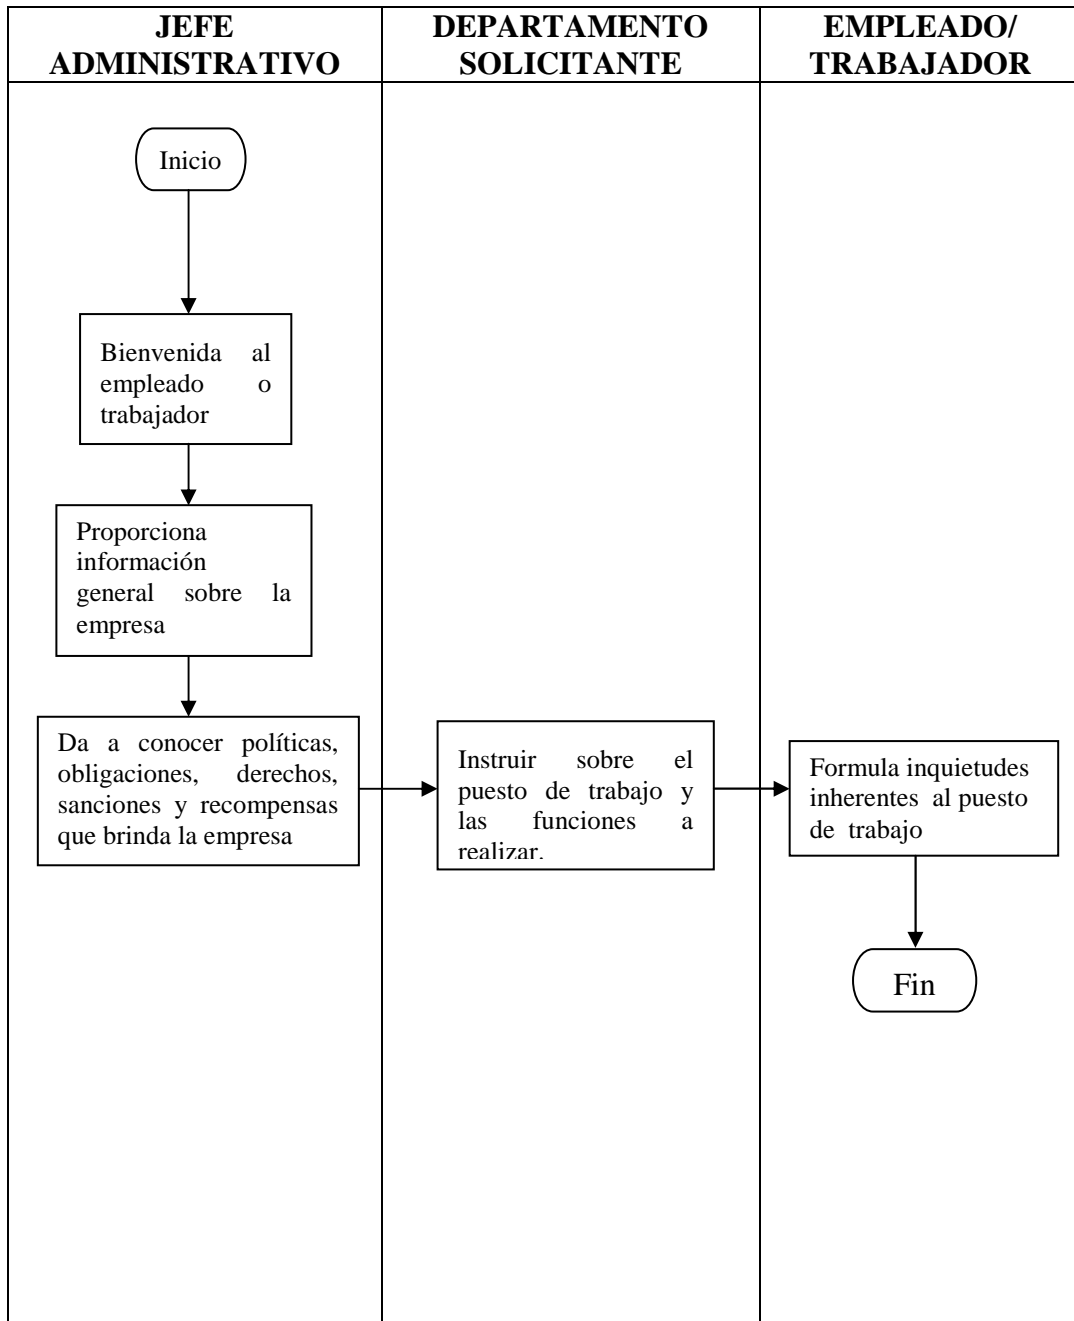 JEFE
ADMINISTRATIVO
DEPARTAMENTO
SOLICITANTE
EMPLEADO/
TRABAJADOR
Inicio
Bienvenida al
empleado o
trabajador
Proporciona
información
general sobre la
empresa
Da a conocer políticas,
obligaciones, derechos,
sanciones y recompensas
que brinda la empresa
Instruir sobre el
puesto de trabajo y
las funciones a
realizar.
Formula inquietudes
inherentes al puesto
de trabajo
Fin